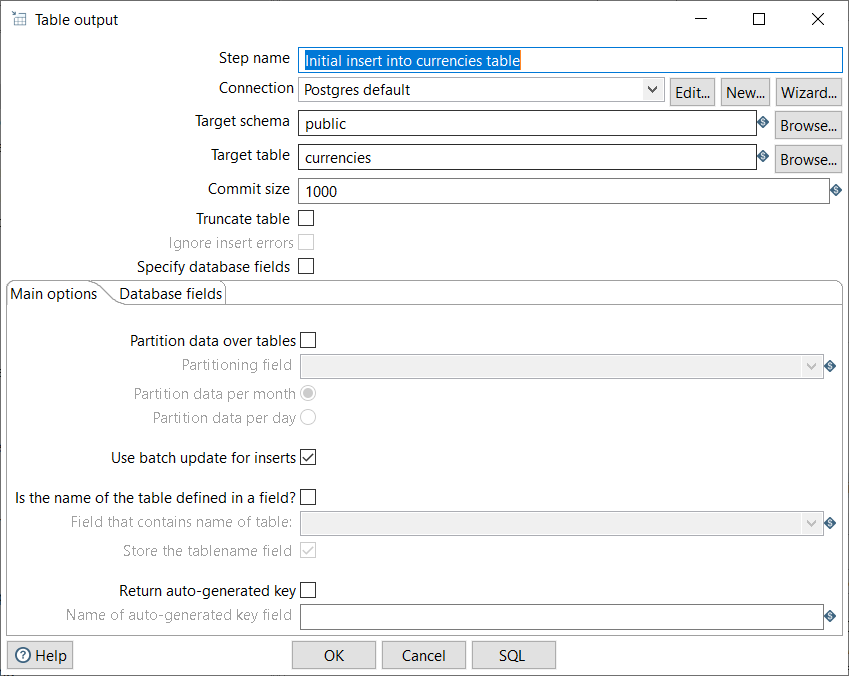 Table output
Step name Initial insert into currencies table
Connection Postgres default Edit... New... Wizard...
Target schema public Browse...
Target table currencies Browse...
Commit size 1000
Truncate table
Ignore insert errors
Specify database fields
Main options Database fields
Partition data over tables
Partitioning field
Partition data per month
Partition data per day
Use batch update for inserts
Is the name of the table defined in a field?
Field that contains name of table:
Store the tablename field
Return auto-generated key
Name of auto-generated key field
Help OK Cancel SQL